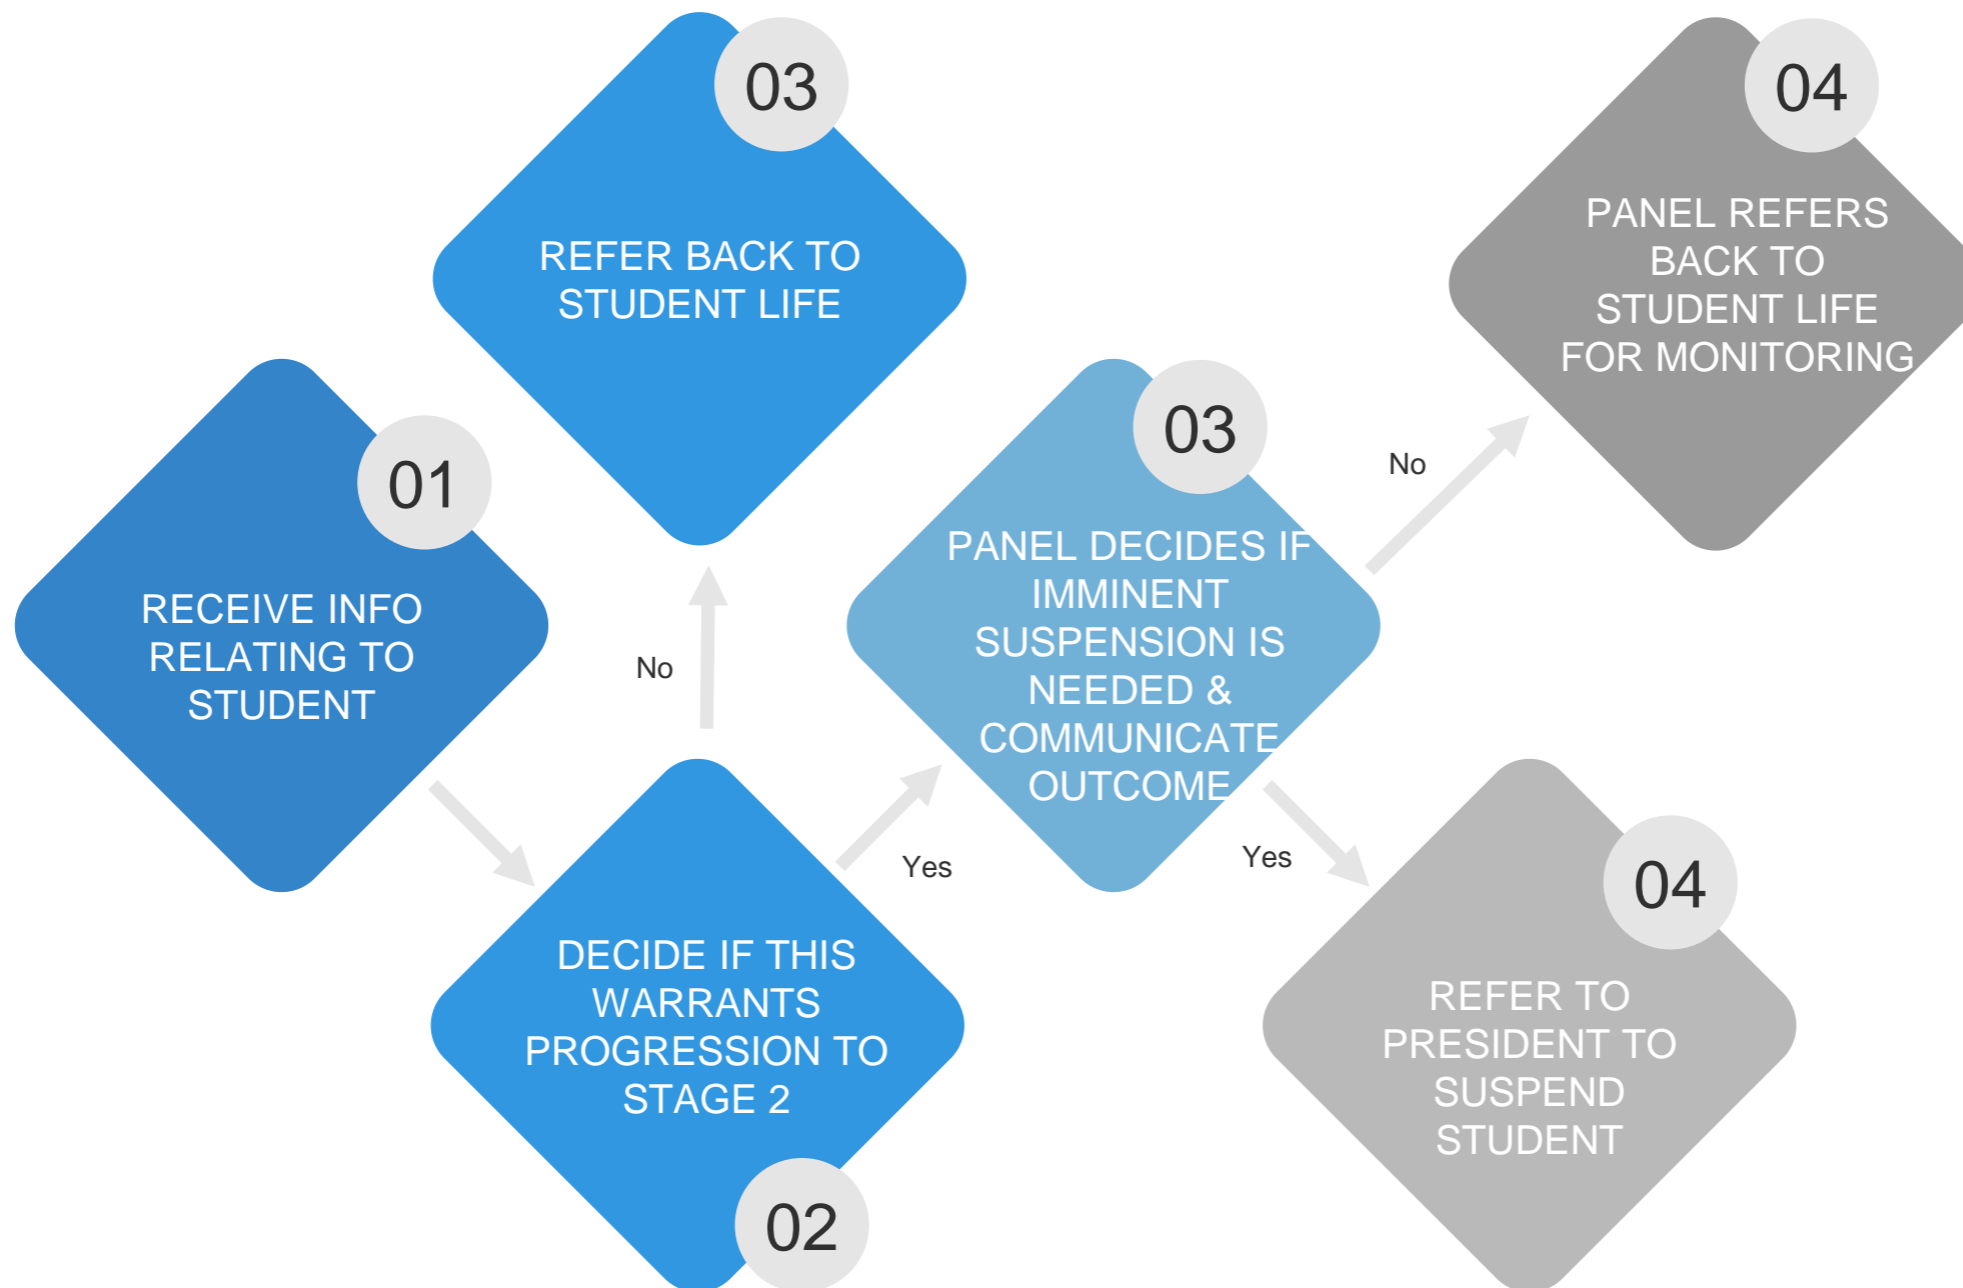 01
RECEIVE INFO
RELATING TO
STUDENT
02
DECIDE IF THIS
WARRANTS
PROGRESSION TO
STAGE 2
No
03
REFER BACK TO
STUDENT LIFE
Yes
03
PANEL DECIDES IF
IMMINENT
SUSPENSION IS
NEEDED &
COMMUNICATE
OUTCOME
No
04
PANEL REFERS
BACK TO
STUDENT LIFE
FOR MONITORING
Yes
04
REFER TO
PRESIDENT TO
SUSPEND
STUDENT